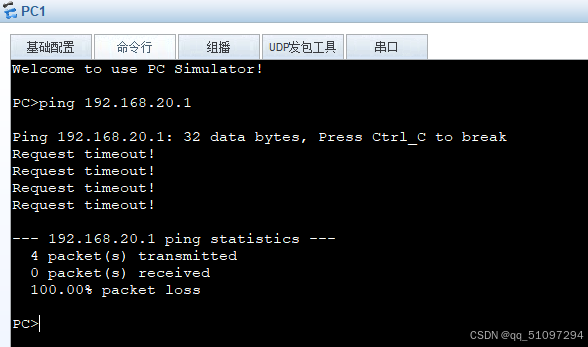 PC1
基础配置 命令行 组播 UDP发包工具 串口
Welcome to use PC Simulator!
PC>ping 192.168.20.1
Ping 192.168.20.1: 32 data bytes, Press Ctrl_C to break
Request timeout!
Request timeout!
Request timeout!
Request timeout!
--- 192.168.20.1 ping statistics ---
4 packet(s) transmitted
0 packet(s) received
100.00% packet loss
PC>
CSDN @qq_51097294